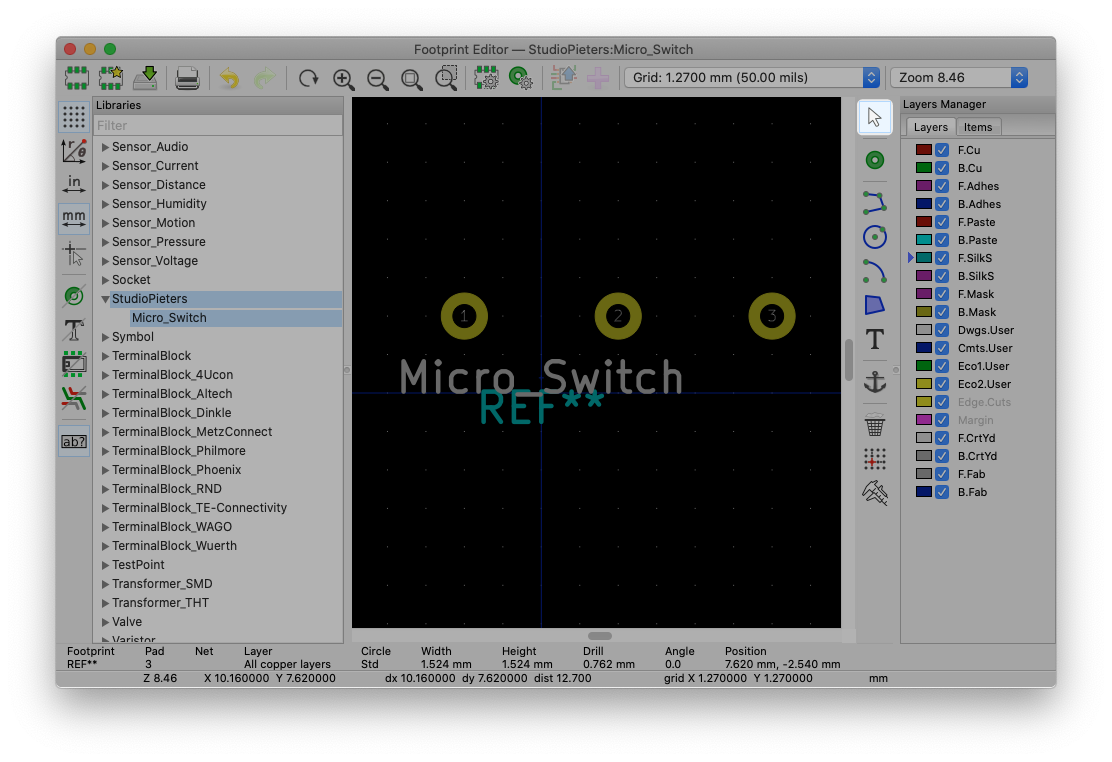 Footprint Editor — StudioPieters:Micro_Switch
Grid: 1.2700 mm (50.00 mils)
Zoom 8.46
Libraries
Filter
Sensor_Audio
Sensor_Current
Sensor_Distance
Sensor_Humidity
Sensor_Motion
Sensor_Pressure
Sensor_Voltage
Socket
StudioPieters
Micro_Switch
Symbol
TerminalBlock
TerminalBlock_4Ucon
TerminalBlock_Altech
TerminalBlock_Dinkle
TerminalBlock_MetzConnect
TerminalBlock_Philmore
TerminalBlock_Phoenix
TerminalBlock_RND
TerminalBlock_TE-Connectivity
TerminalBlock_WAGO
TerminalBlock_Wuerth
TestPoint
Transformer_SMD
Transformer_THT
Valve
Varistor
r θ
in
mm
T
ab?
1 2 3
Micro_Switch
REF**
T
Layers Manager
Layers Items
F.Cu
B.Cu
F.Adhes
B.Adhes
F.Paste
B.Paste
F.SilkS
B.SilkS
F.Mask
B.Mask
Dwgs.User
Cmts.User
Eco1.User
Eco2.User
Edge.Cuts
Margin
F.CrtYd
B.CrtYd
F.Fab
B.Fab
Footprint Pad Net Layer Circle Width Height Drill Angle Position
REF** 3 All copper layers Std 1.524 mm 1.524 mm 0.762 mm 0.0 7.620 mm, -2.540 mm
Z 8.46 X 10.160000 Y 7.620000 dx 10.160000 dy 7.620000 dist 12.700 grid X 1.270000 Y 1.270000 mm